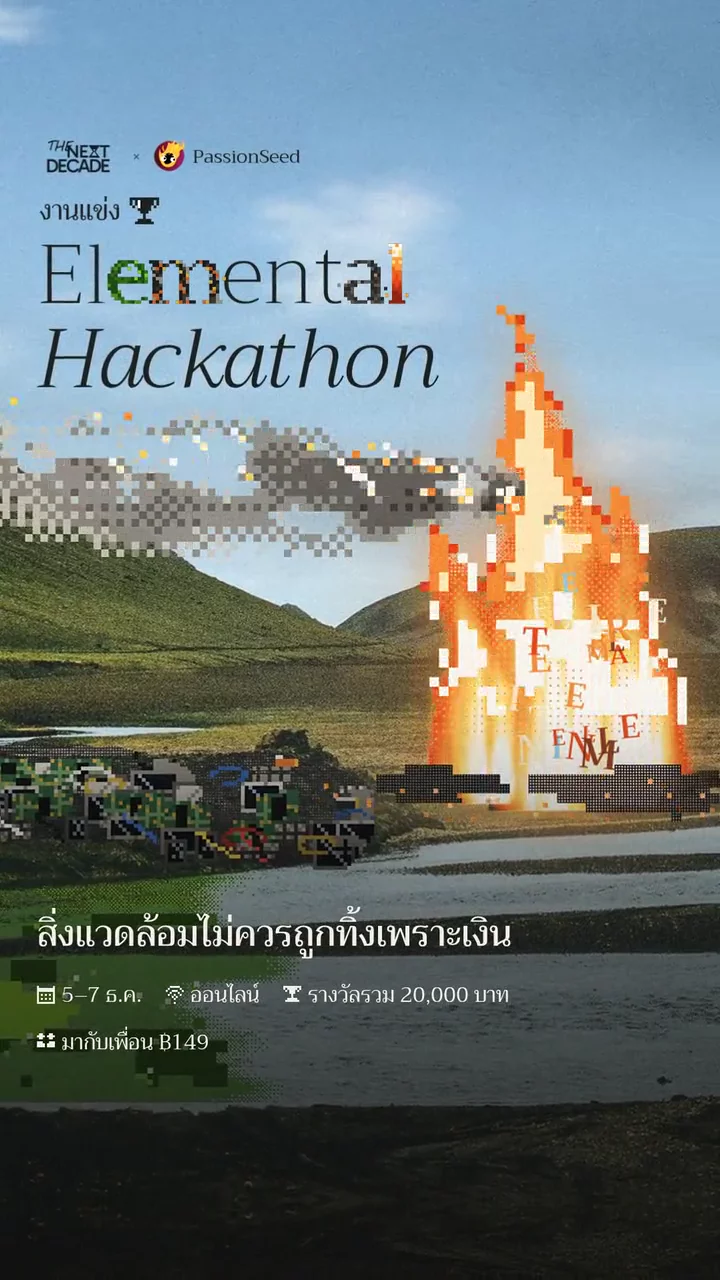 THE NEXT DECADE × PassionSeed
งานแข่ง
Elemental
Hackathon
E
E E R E
T R
E M A
E
E
N E N M E
สิ่งแวดล้อมไม่ควรถูกทิ้งเพราะเงิน
5–7 ธ.ค. ออนไลน์ รางวัลรวม 20,000 บาท
มากับเพื่อน ฿149